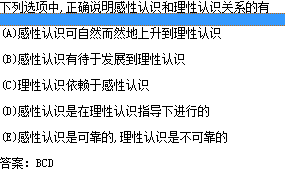 下列选项中,正确说明感性认识和理性认识关系的有
(A)感性认识可自然而然地上升到理性认识
(B)感性认识有待于发展到理性认识
(C)理性认识依赖于感性认识
(D)感性认识是在理性认识指导下进行的
(E)感性认识是可靠的,理性认识是不可靠的
答案: BCD